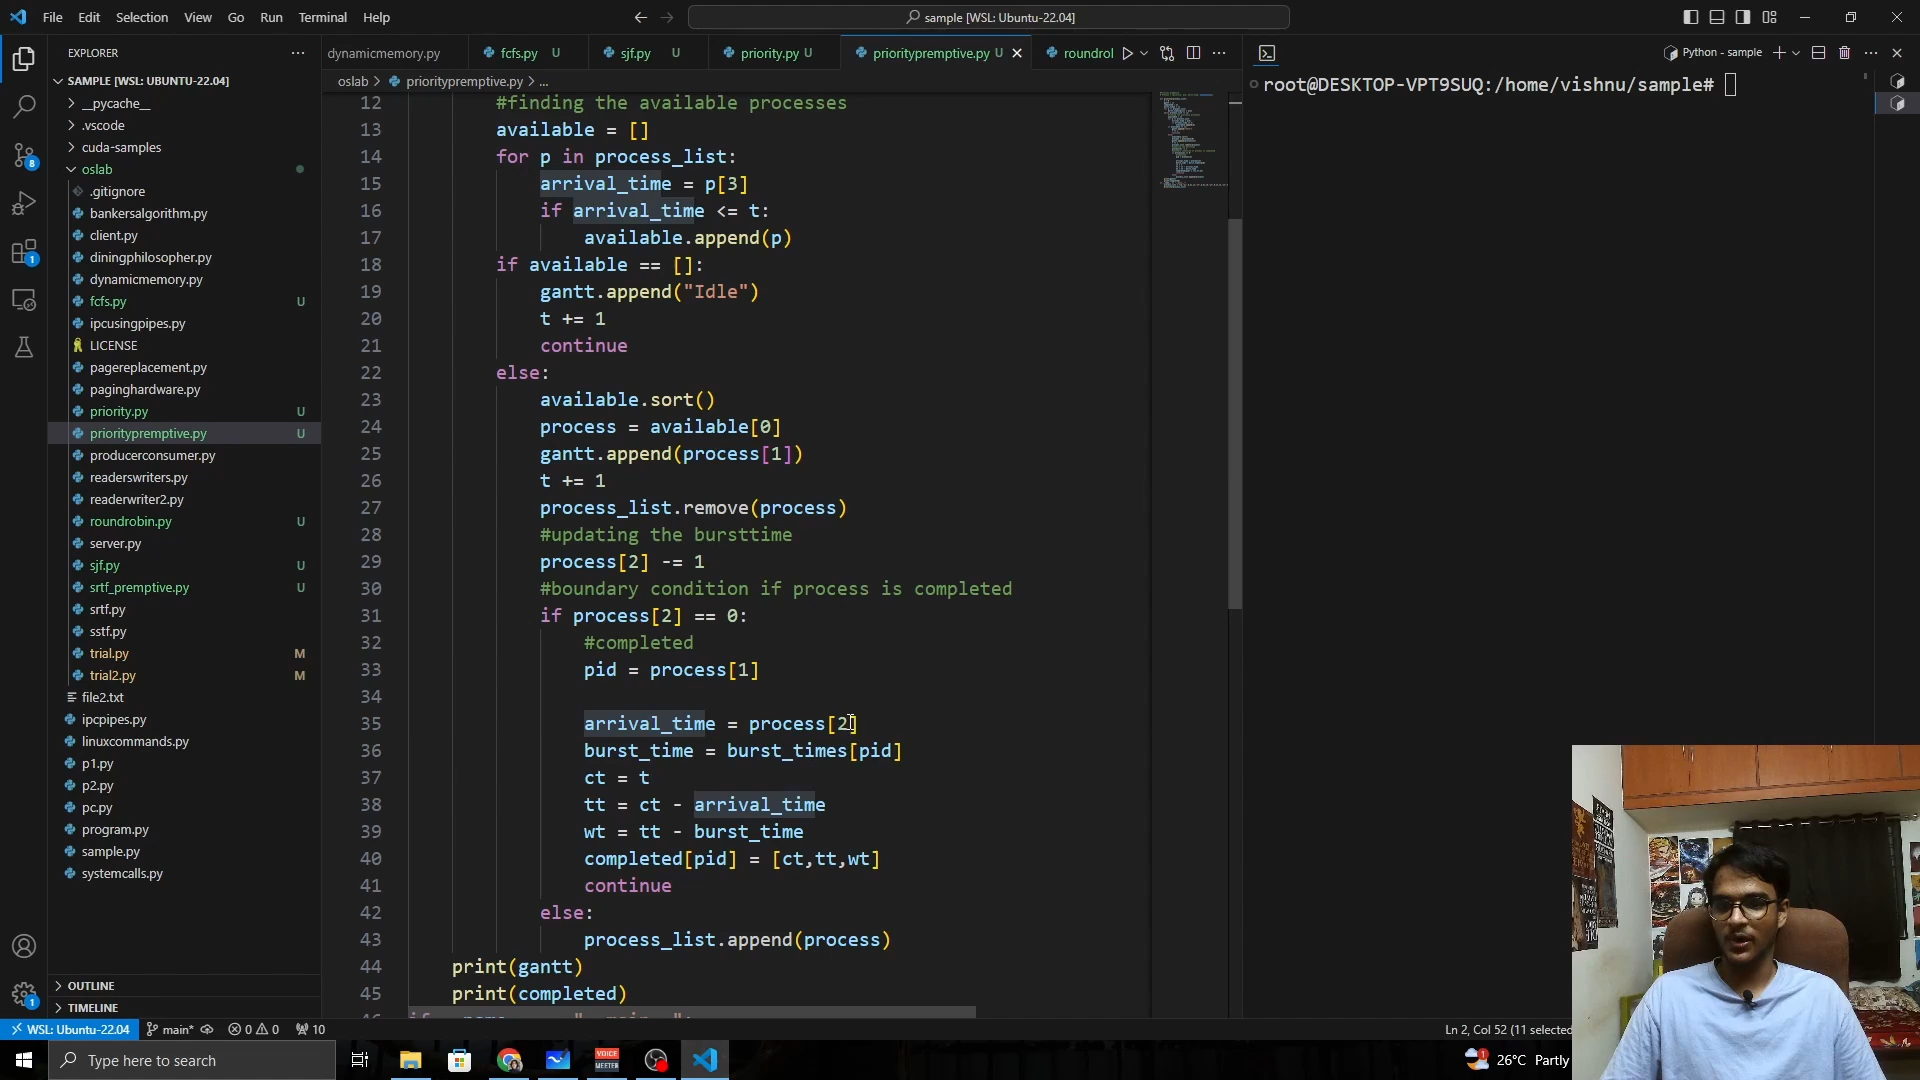 File Edit Selection View Go Run Terminal Help
sample [WSL: Ubuntu-22.04]
EXPLORER
SAMPLE [WSL: UBUNTU-22.04]
__pycache__
.vscode
cuda-samples
oslab
.gitignore
bankersalgorithm.py
client.py
diningphilosopher.py
dynamicmemory.py
fcfs.py U
ipcusingpipes.py
LICENSE
pagereplacement.py
paginghardware.py
priority.py U
prioritypremptive.py U
producerconsumer.py
readerswriters.py
readerwriter2.py
roundrobin.py U
server.py
sjf.py U
srtf_premptive.py U
srtf.py
sstf.py
trial.py M
trial2.py M
file2.txt
ipcpipes.py
linuxcommands.py
p1.py
p2.py
pc.py
program.py
sample.py
systemcalls.py
OUTLINE
TIMELINE
dynamicmemory.py fcfs.py U sjf.py U priority.py U prioritypremptive.py U roundrol
oslab > prioritypremptive.py > ...
12 #finding the available processes
13 available = []
14 for p in process_list:
15 arrival_time = p[3]
16 if arrival_time <= t:
17 available.append(p)
18 if available == []:
19 gantt.append("Idle")
20 t += 1
21 continue
22 else:
23 available.sort()
24 process = available[0]
25 gantt.append(process[1])
26 t += 1
27 process_list.remove(process)
28 #updating the bursttime
29 process[2] -= 1
30 #boundary condition if process is completed
31 if process[2] == 0:
32 #completed
33 pid = process[1]
34
35 arrival_time = process[2]
36 burst_time = burst_times[pid]
37 ct = t
38 tt = ct - arrival_time
39 wt = tt - burst_time
40 completed[pid] = [ct,tt,wt]
41 continue
42 else:
43 process_list.append(process)
44 print(gantt)
45 print(completed)
Python - sample
root@DESKTOP-VPT9SUQ:/home/vishnu/sample#
8
1
1
WSL: Ubuntu-22.04 main* 0 0 10
Ln 2, Col 52 (11 selected
Type here to search
VOICE MEETER
1
26°C Partly